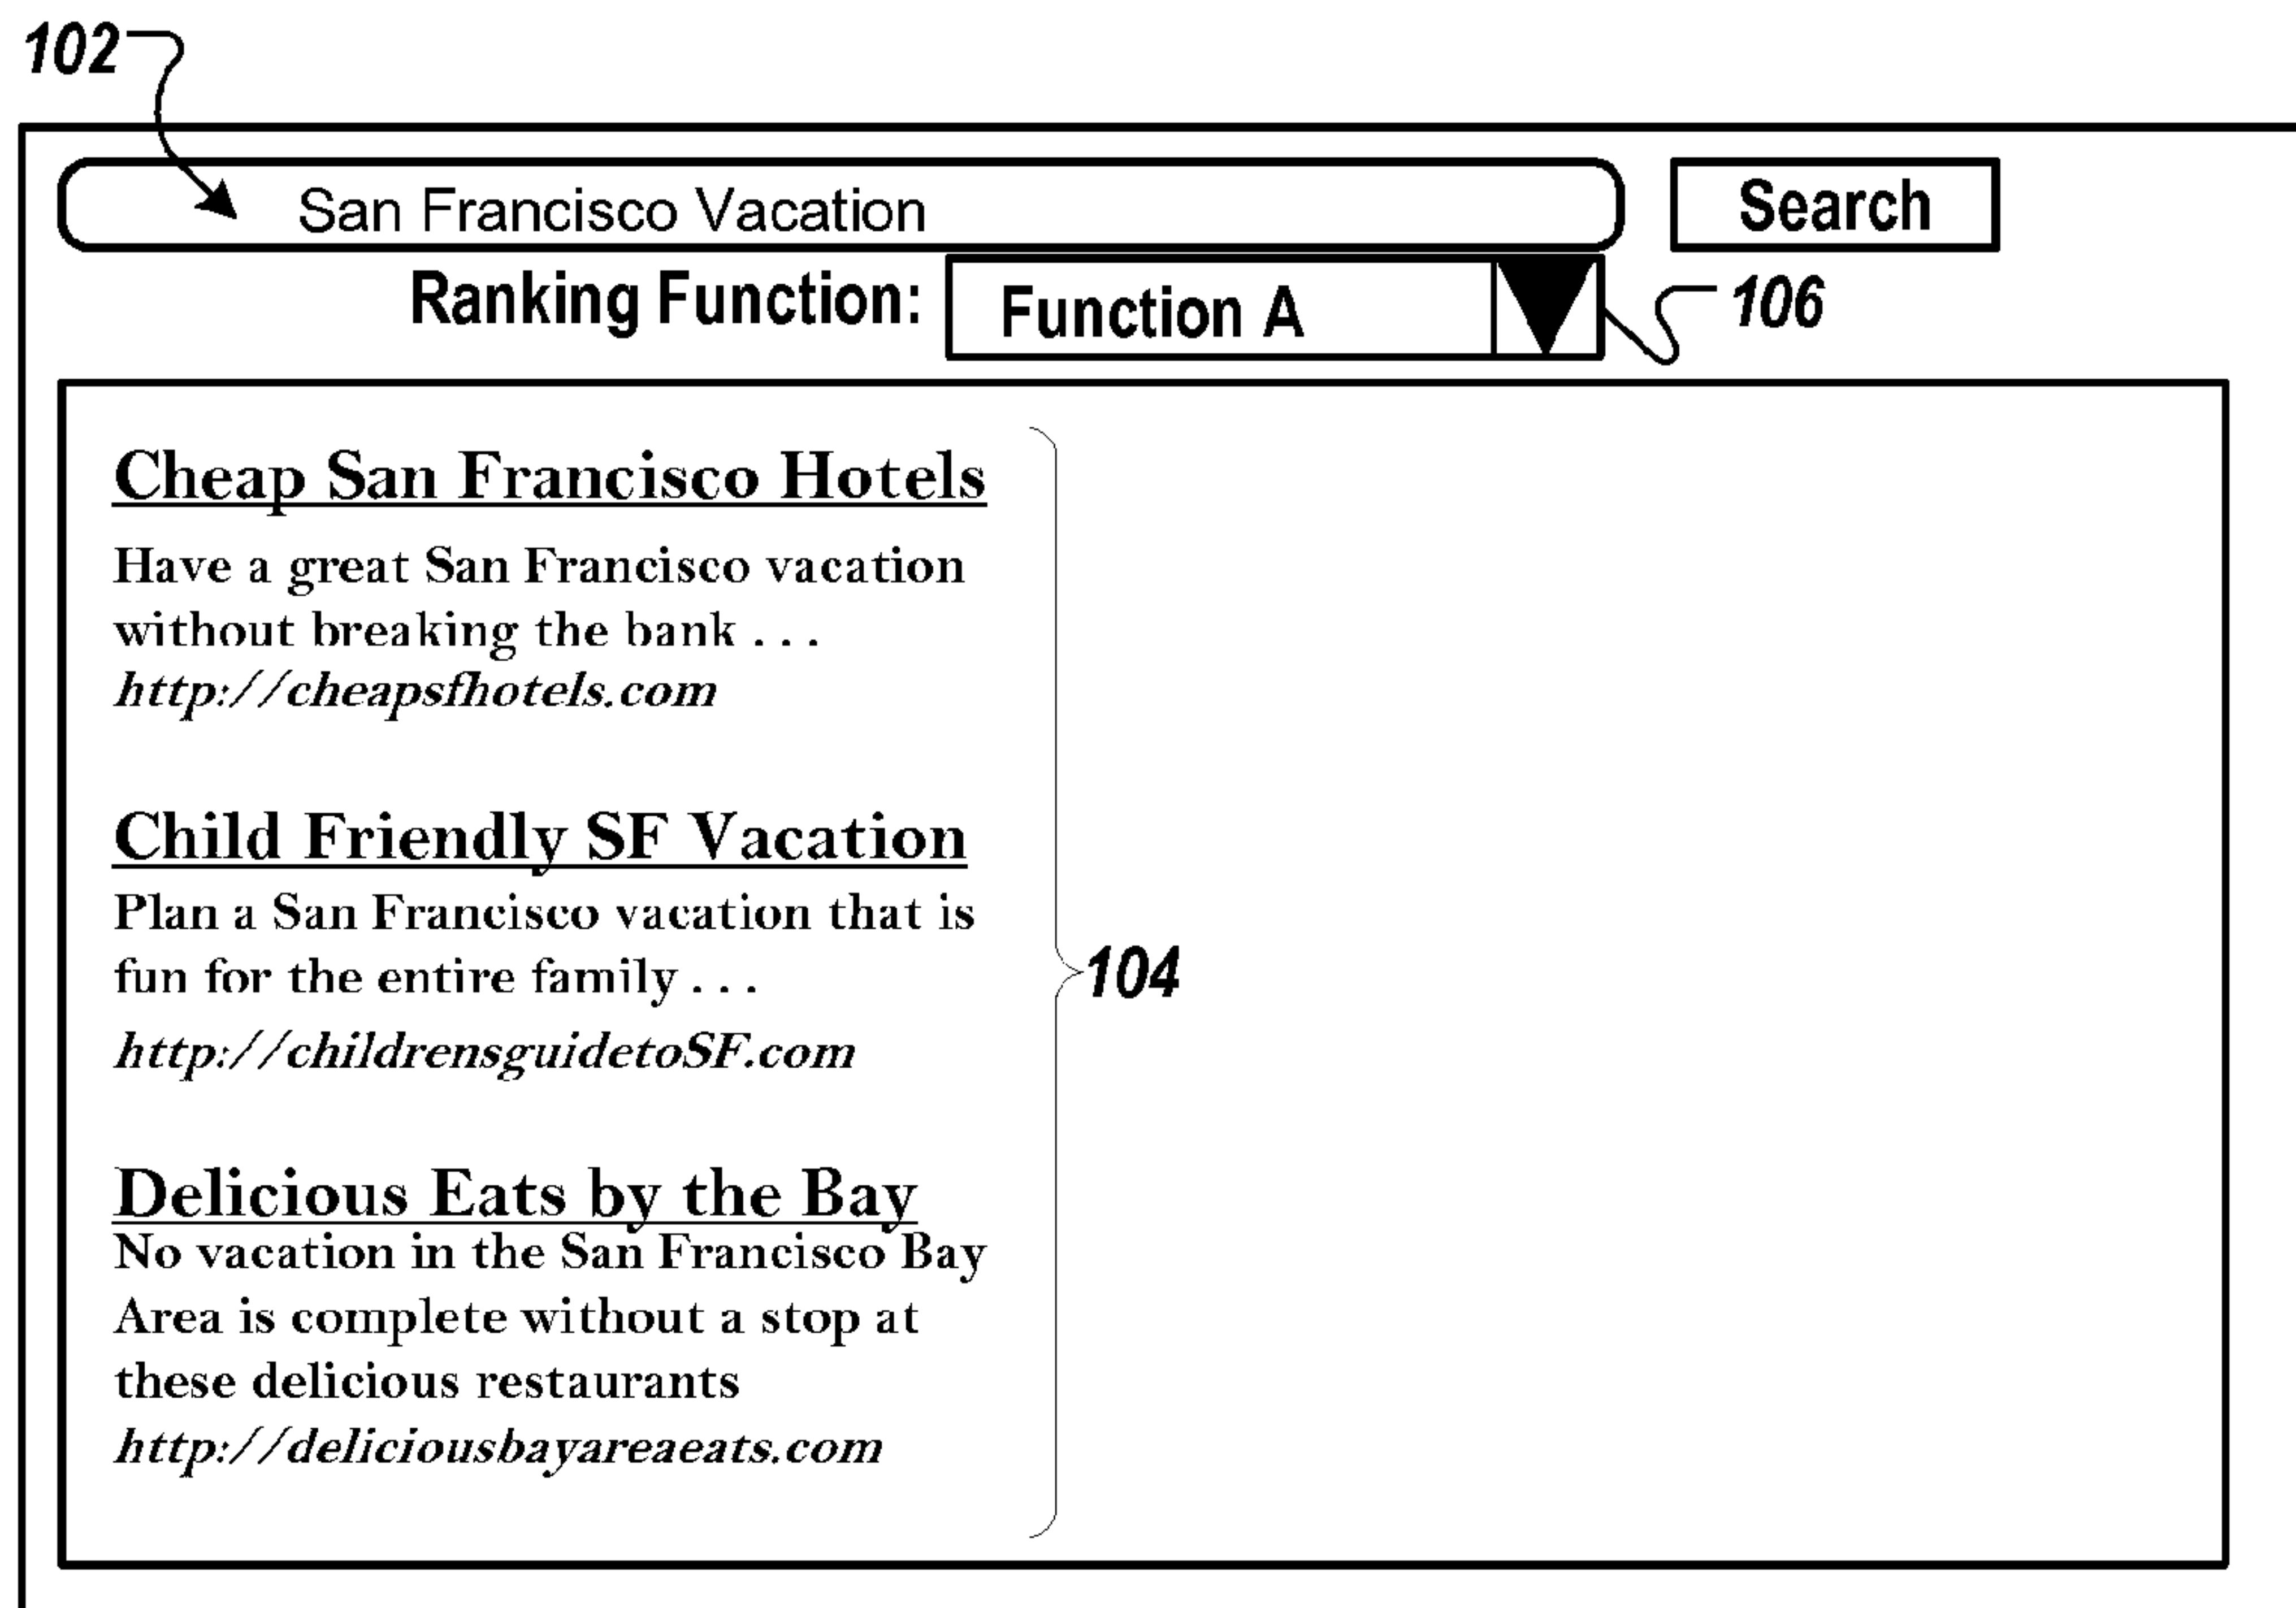 102
San Francisco Vacation
Search
Ranking Function:
Function A
106
Cheap San Francisco Hotels
Have a great San Francisco vacation
without breaking the bank . . .
http://cheapsfhotels.com
Child Friendly SF Vacation
Plan a San Francisco vacation that is
fun for the entire family . . .
http://childrensguidetoSF.com
104
Delicious Eats by the Bay
No vacation in the San Francisco Bay
Area is complete without a stop at
these delicious restaurants
http://deliciousbayareaeats.com